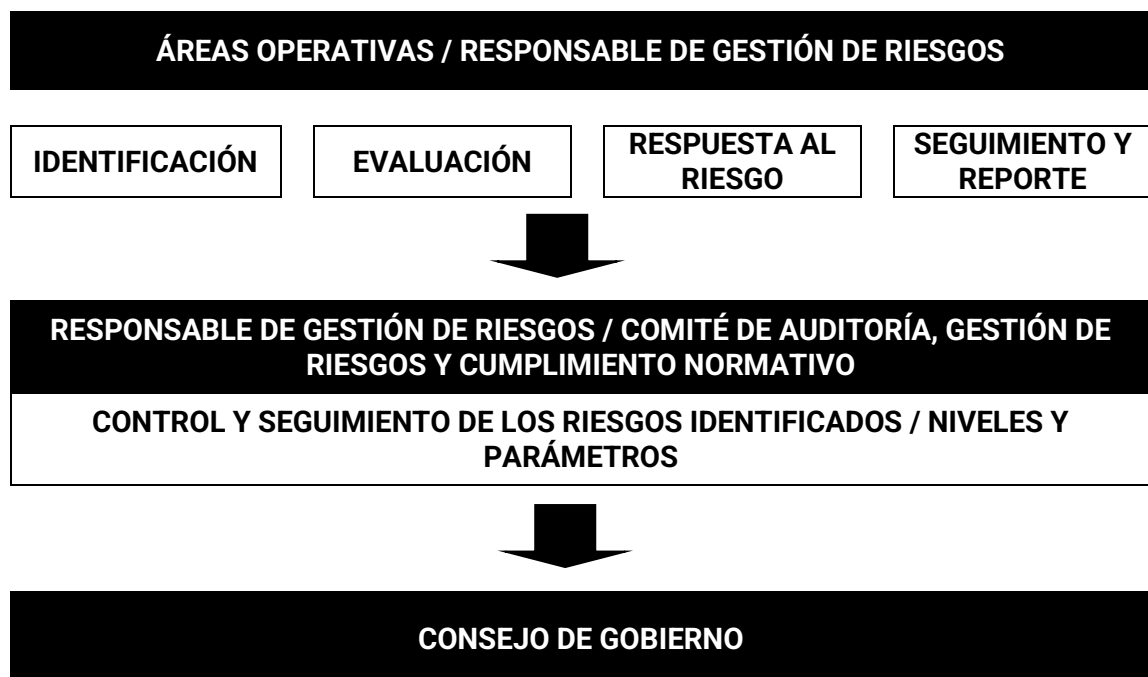 ÁREAS OPERATIVAS / RESPONSABLE DE GESTIÓN DE RIESGOS
IDENTIFICACIÓN
EVALUACIÓN
RESPUESTA AL
RIESGO
SEGUIMIENTO Y
REPORTE
RESPONSABLE DE GESTIÓN DE RIESGOS / COMITÉ DE AUDITORÍA, GESTIÓN DE
RIESGOS Y CUMPLIMIENTO NORMATIVO
CONTROL Y SEGUIMIENTO DE LOS RIESGOS IDENTIFICADOS / NIVELES Y
PARÁMETROS
CONSEJO DE GOBIERNO